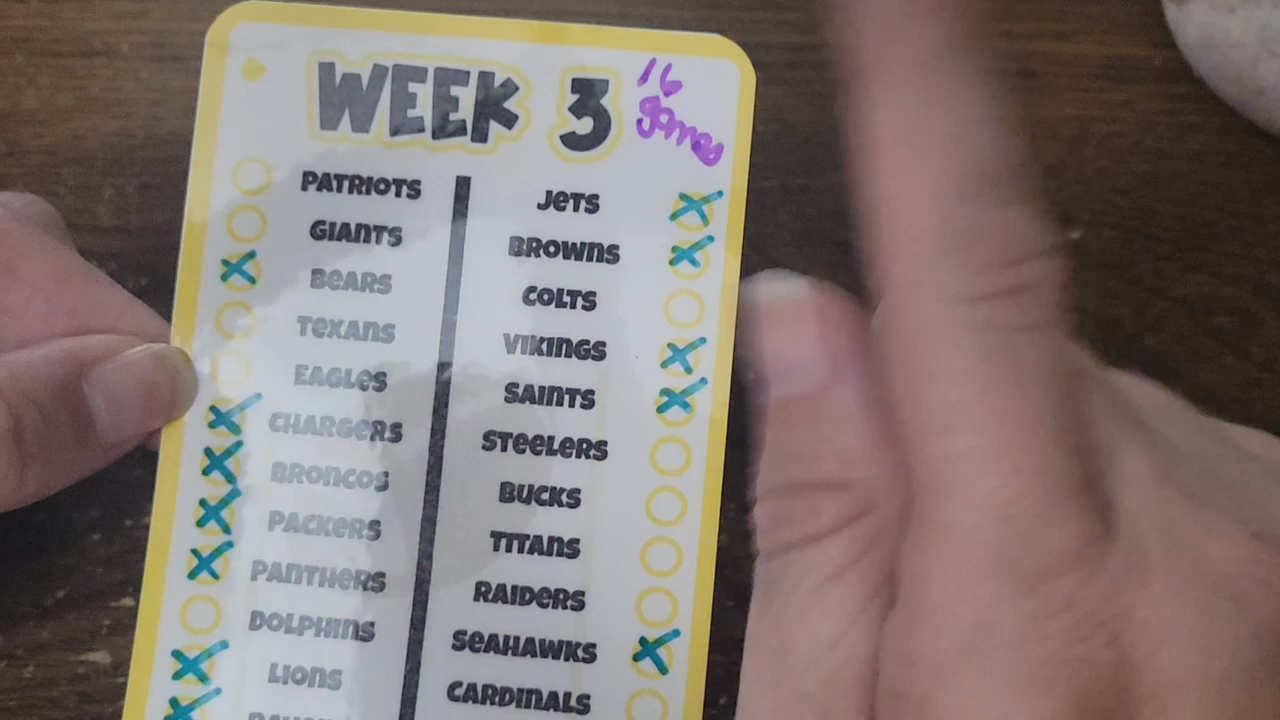 WEEK 3
16 games
PATRIOTS JETS
GIANTS BROWNS
BEARS COLTS
TEXANS VIKINGS
EAGLES SAINTS
CHARGERS STEELERS
BRONCOS BUCKS
PACKERS TITANS
PANTHERS RAIDERS
DOLPHINS SEAHAWKS
LIONS CARDINALS